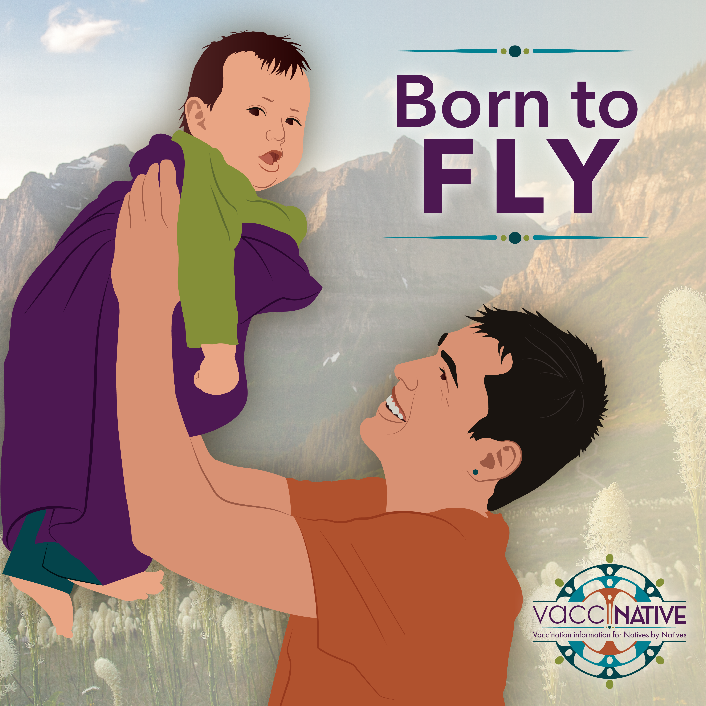 Born to
FLY
VACCINATIVE
Vaccination information for Natives by Natives